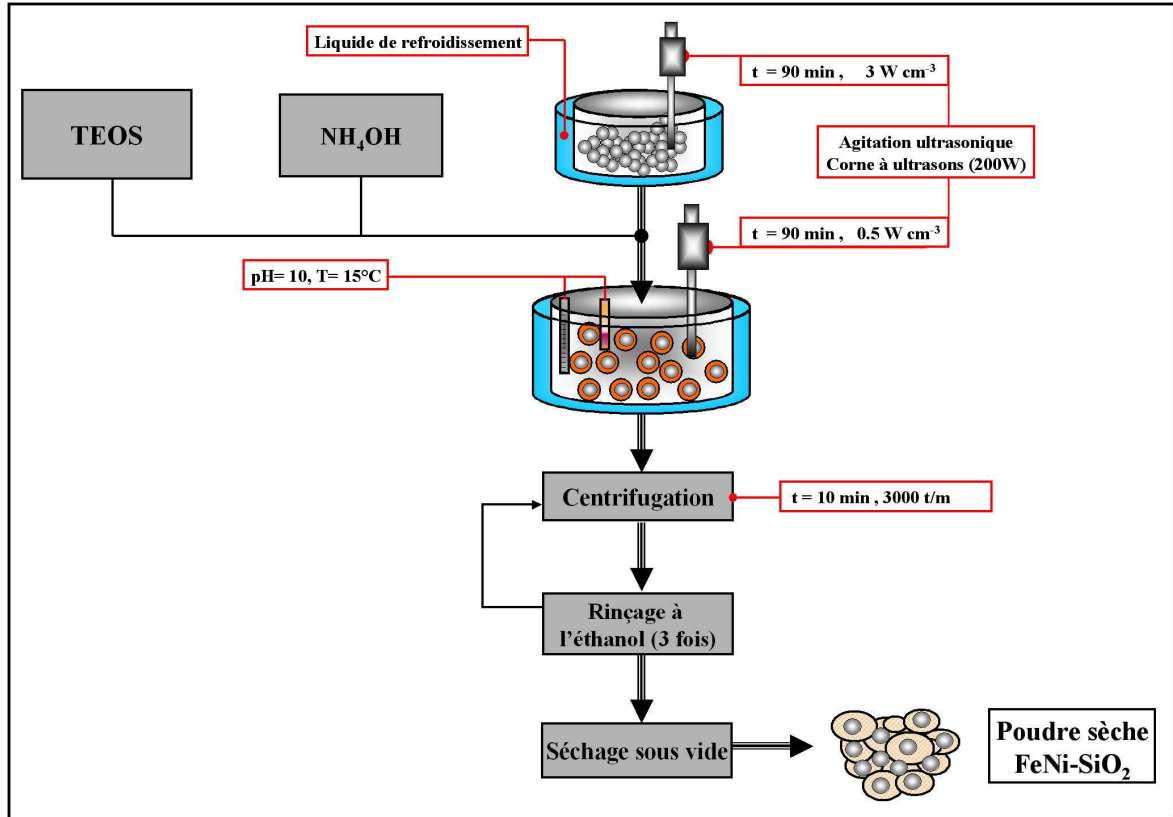 Liquide de refroidissement
t = 90 min , 3 W cm⁻³
TEOS
NH₄OH
Agitation ultrasonique
Corne à ultrasons (200W)
t = 90 min , 0.5 W cm⁻³
pH= 10, T= 15°C
Centrifugation
t = 10 min , 3000 t/m
Rinçage à
l'éthanol (3 fois)
Séchage sous vide
Poudre sèche
FeNi-SiO₂